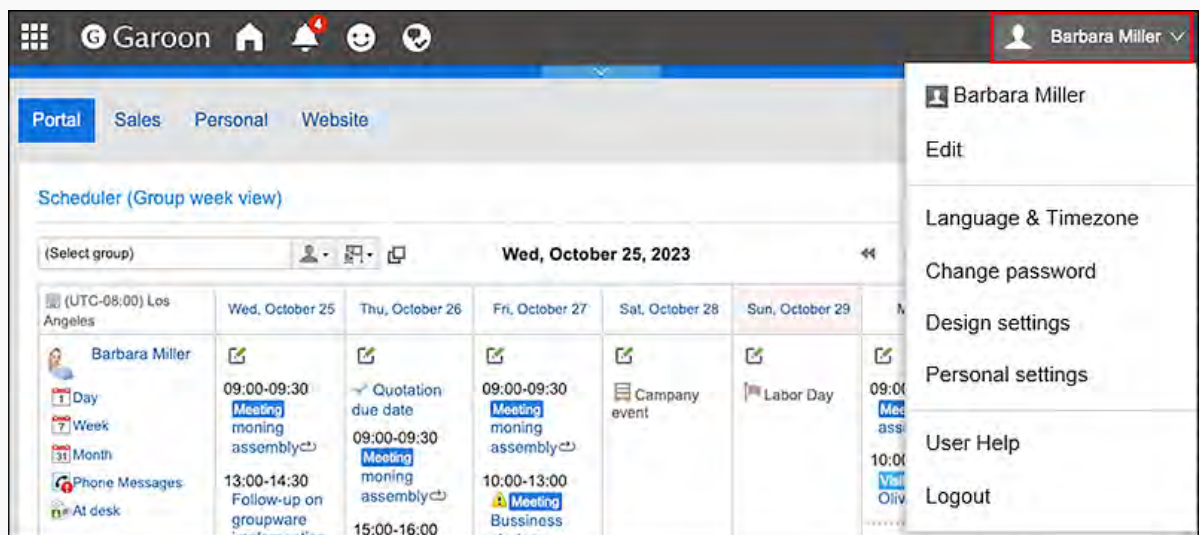 G Garoon 4 Barbara Miller
Barbara Miller
Edit
Language & Timezone
Change password
Design settings
Personal settings
User Help
Logout
Portal Sales Personal Website
Scheduler (Group week view)
(Select group) Wed, October 25, 2023
(UTC-08:00) Los
Angeles
Wed, October 25 Thu, October 26 Fri, October 27 Sat, October 28 Sun, October 29
Barbara Miller
1 Day
7 Week
31 Month
Phone Messages
At desk
09:00-09:30
Meeting
moning
assembly
13:00-14:30
Follow-up on
groupware
Quotation
due date
09:00-09:30
Meeting
moning
assembly
15:00-16:00
09:00-09:30
Meeting
moning
assembly
10:00-13:00
Meeting
Bussiness
Campany
event
Labor Day